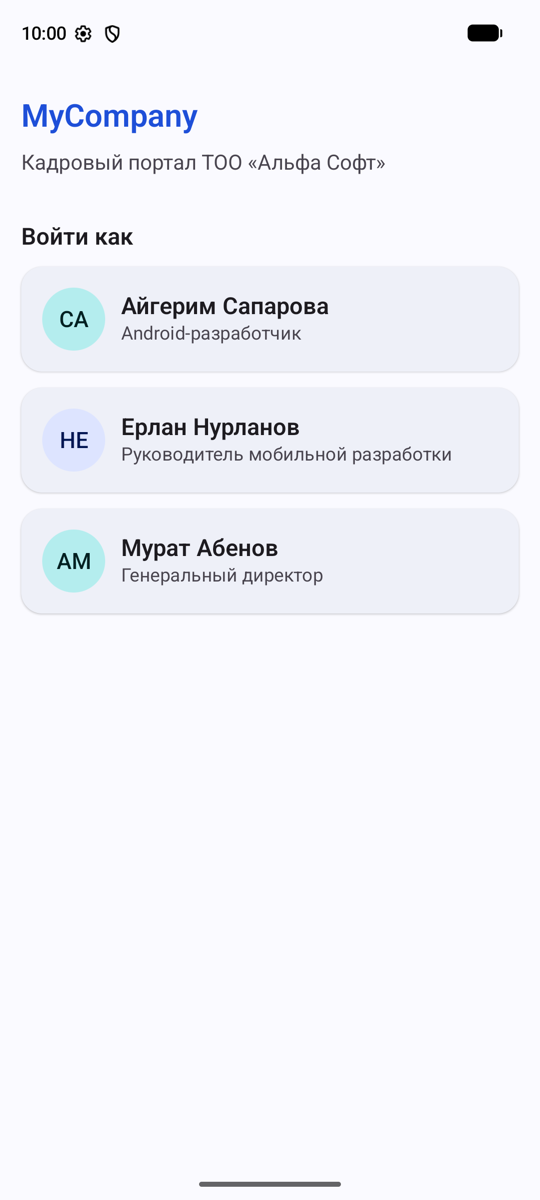 10:00
MyCompany
Кадровый портал ТОО «Альфа Софт»
Войти как
СА
Айгерим Сапарова
Android-разработчик
НЕ
Ерлан Нурланов
Руководитель мобильной разработки
АМ
Мурат Абенов
Генеральный директор